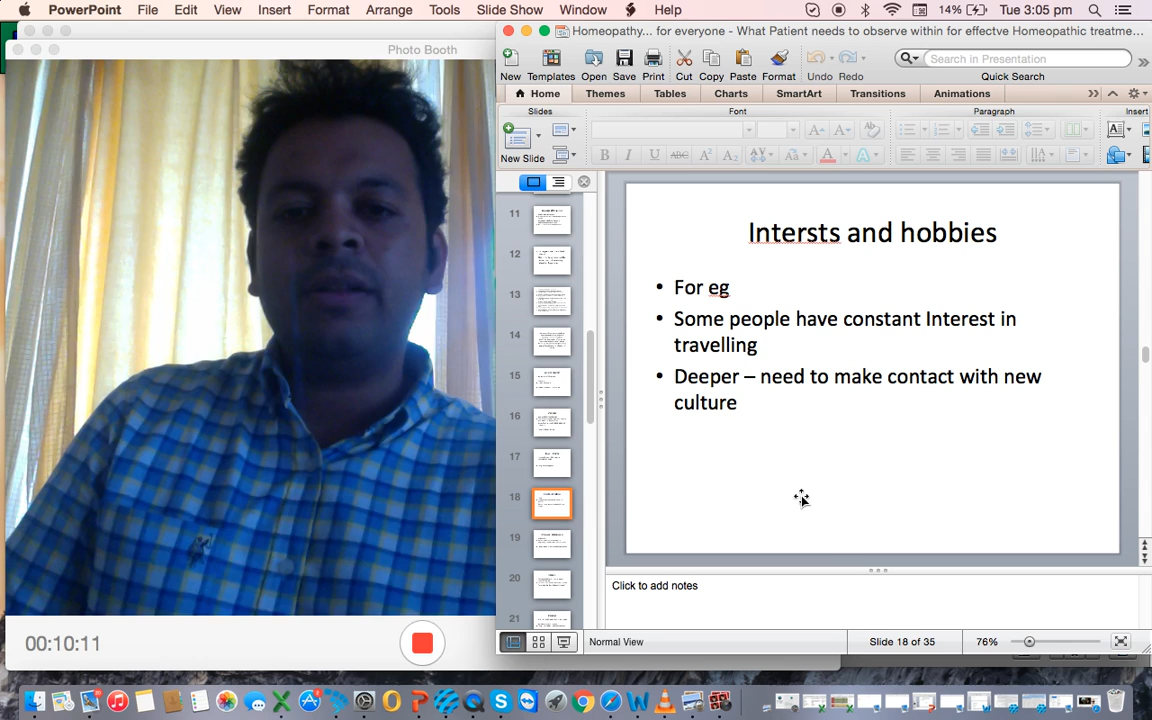 PowerPoint File Edit View Insert Format Arrange Tools Slide Show Window Help 14% Tue 3:05 pm
Photo Booth
Homeopathy... for everyone - What Patient needs to observe within for effectve Homeopathic treatme...
Search in Presentation
New Templates Open Save Print Cut Copy Paste Format Undo Redo Quick Search
Home Themes Tables Charts SmartArt Transitions Animations
Slides Font Paragraph Insert
New Slide
11
12
13
14
15
16
17
18
19
20
21
Intersts and hobbies
• For eg
• Some people have constant Interest in
travelling
• Deeper – need to make contact with new
culture
Click to add notes
00:10:11
Normal View Slide 18 of 35 76%